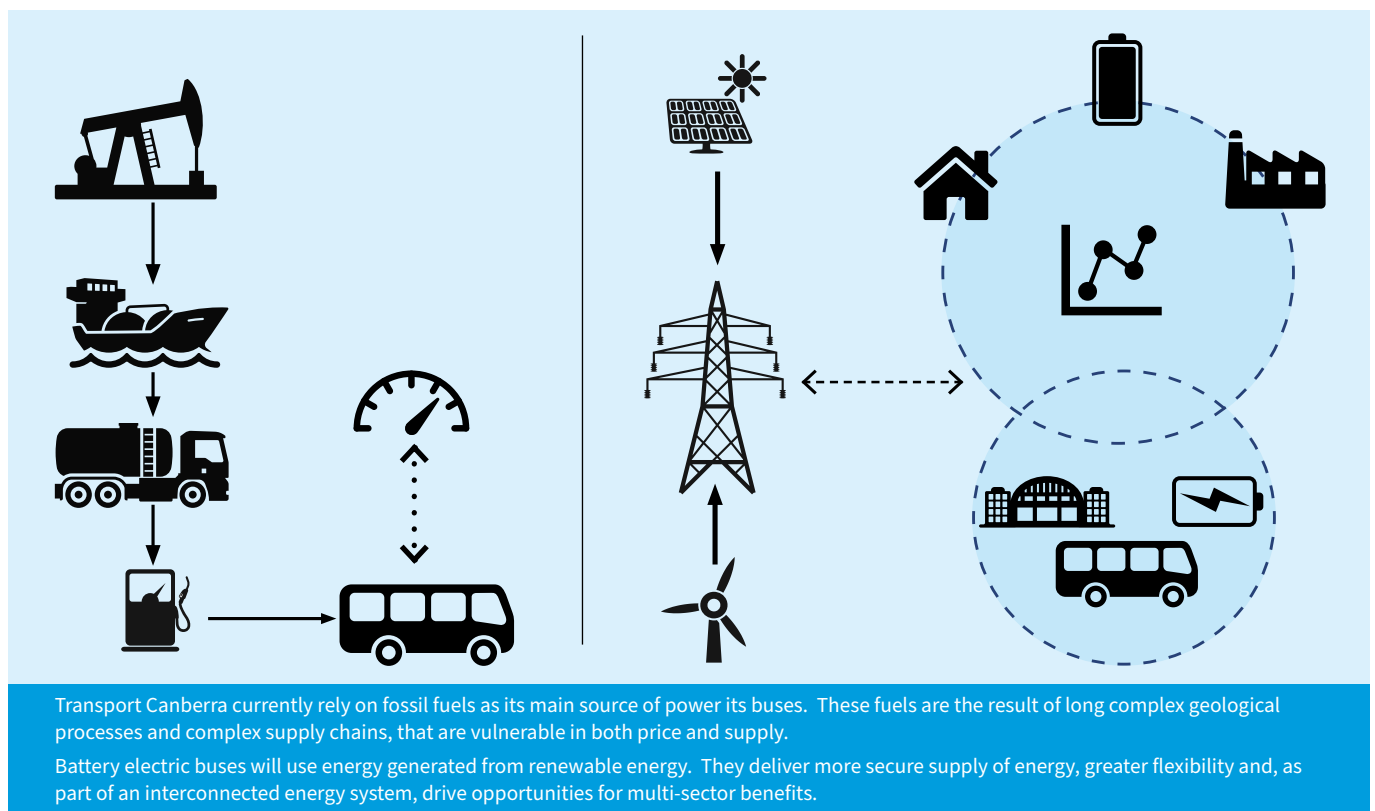 Transport Canberra currently rely on fossil fuels as its main source of power its buses.  These fuels are the result of long complex geological
processes and complex supply chains, that are vulnerable in both price and supply.
Battery electric buses will use energy generated from renewable energy.  They deliver more secure supply of energy, greater flexibility and, as
part of an interconnected energy system, drive opportunities for multi-sector benefits.